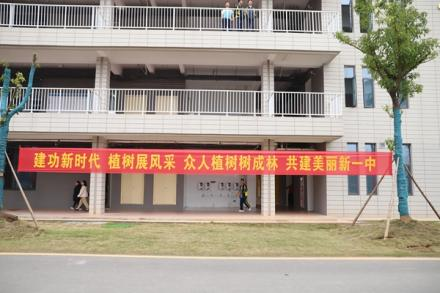 建功新时代 植树展风采 众人植树树成林 共建美丽新一中